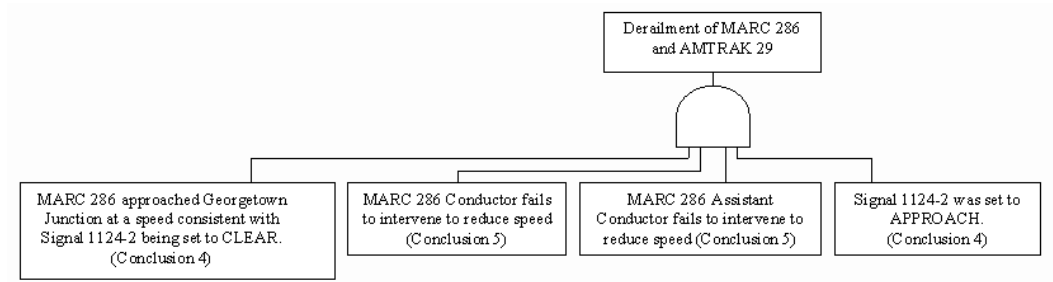 Derailment of MARC 286
and AMTRAK 29
MARC 286 approached Georgetown
Junction at a speed consistent with
Signal 1124-2 being set to CLEAR.
(Conclusion 4)
MARC 286 Conductor fails
to intervene to reduce speed
(Conclusion 5)
MARC 286 Assistant
Conductor fails to intervene to
reduce speed (Conclusion 5)
Signal 1124-2 was set to
APPROACH.
(Conclusion 4)